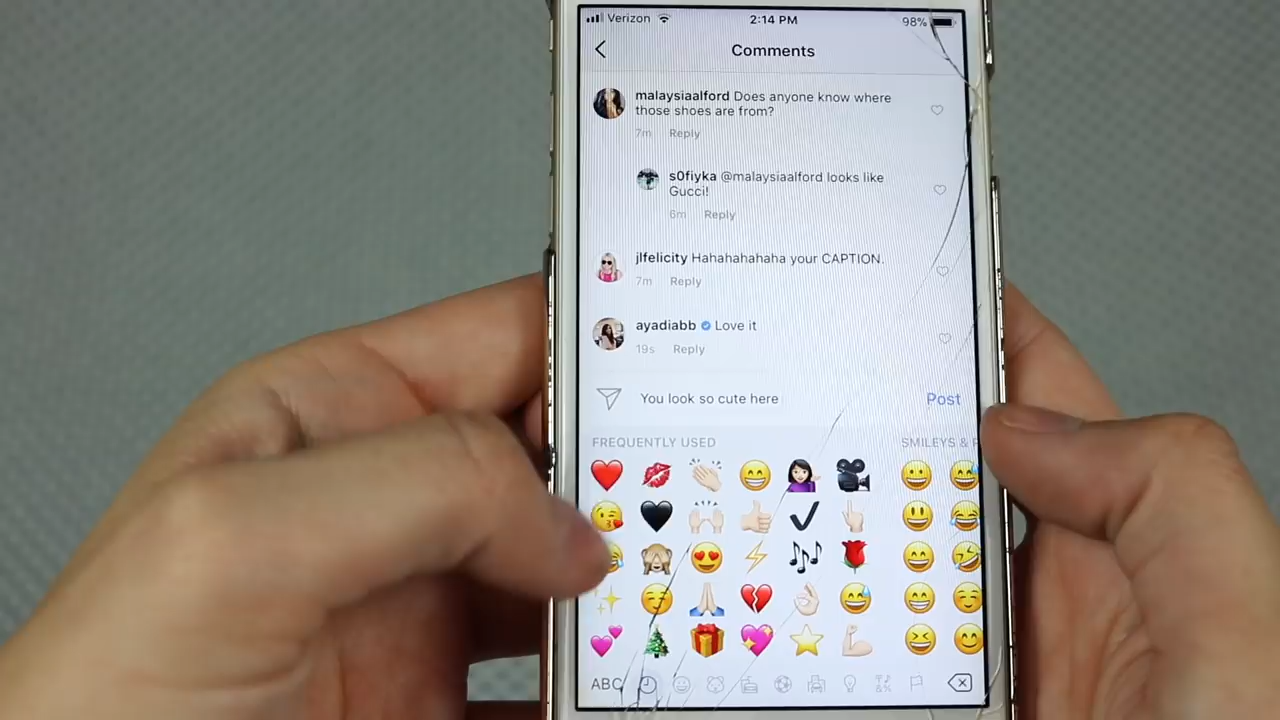 Verizon 2:14 PM 98%
Comments
malaysiaalford Does anyone know where
those shoes are from?
7m Reply
s0fiyka @malaysiaalford looks like
Gucci!
6m Reply
jlfelicity Hahahahahaha your CAPTION.
7m Reply
ayadiabb Love it
19s Reply
You look so cute here Post
FREQUENTLY USED SMILEYS &
ABC